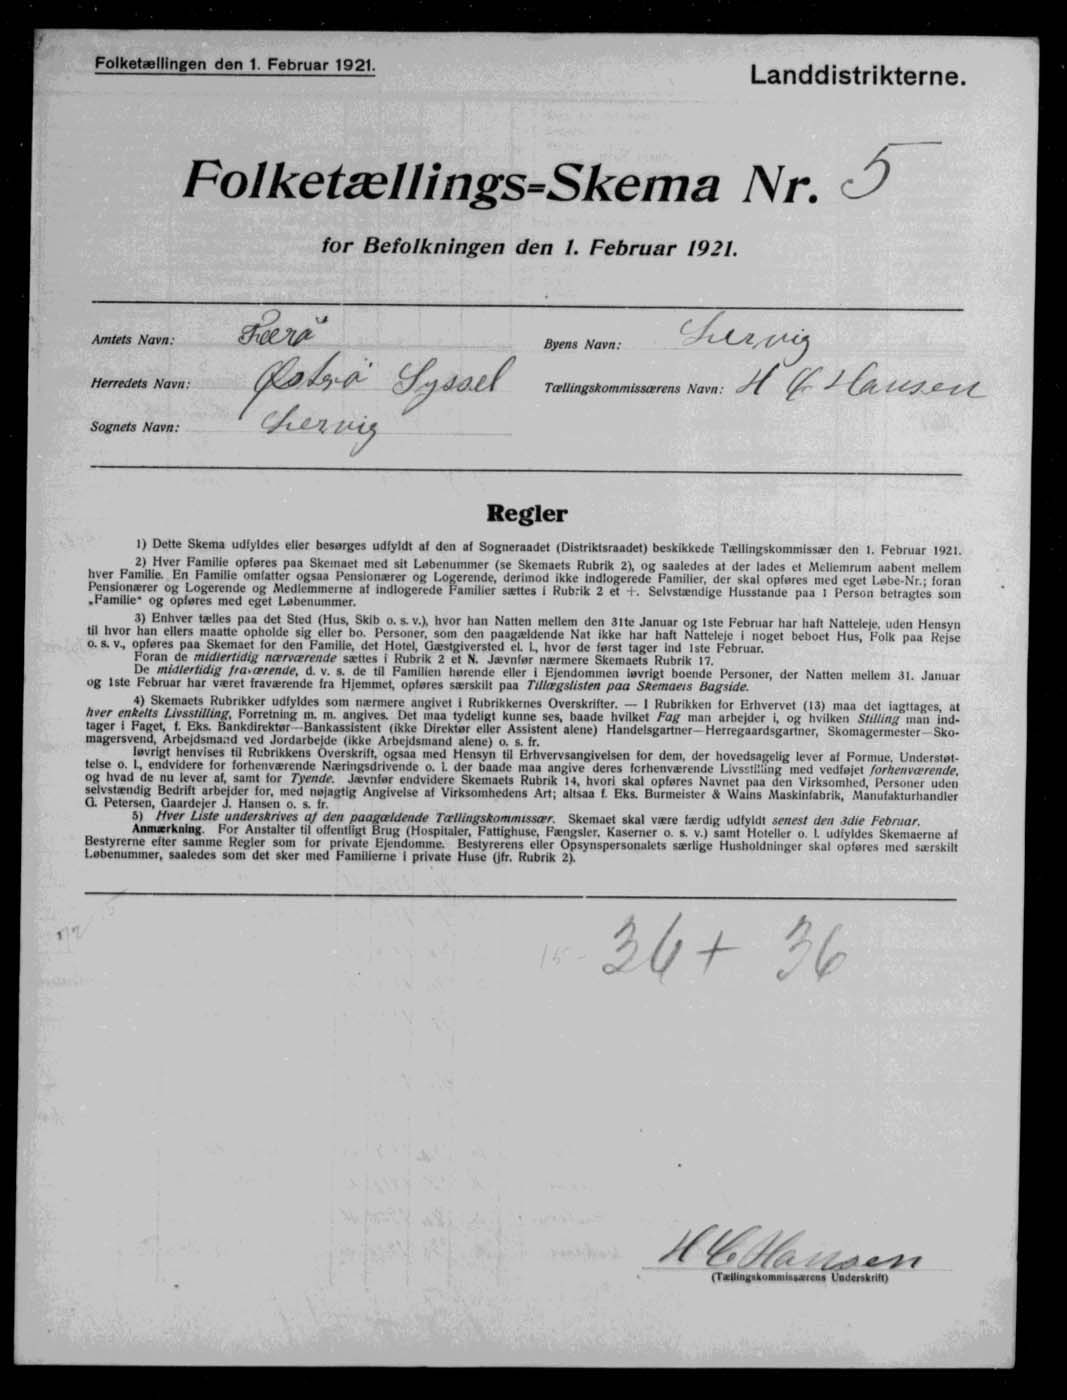 Folketællingen den 1. Februar 1921.
Landdistrikterne.
Folketællings=Skema Nr. 5
for Befolkningen den 1. Februar 1921.
Amtets Navn: Færö
Byens Navn: Lervig
Herredets Navn: Øströ Syssel
Tællingskommissærens Navn: H C Hansen
Sognets Navn: Lervig
Regler
1) Dette Skema udfyldes eller besørges udfyldt af den af Sogneraadet (Distriktsraadet) beskikkede Tællingskommissær den 1. Februar 1921.
2) Hver Familie opføres paa Skemaet med sit Løbenummer (se Skemaets Rubrik 2), og saaledes at der lades et Mellemrum aabent mellem
hver Familie. En Familie omfatter ogsaa Pensionærer og Logerende, derimod ikke indlogerede Familier, der skal opføres med eget Løbe-Nr.; foran
Pensionærer og Logerende og Medlemmerne af indlogerede Familier sættes i Rubrik 2 et +. Selvstændige Husstande paa 1 Person betragtes som
„Familie“ og opføres med eget Løbenummer.
3) Enhver tælles paa det Sted (Hus, Skib o. s. v.), hvor han Natten mellem den 31te Januar og 1ste Februar har haft Natteleje, uden Hensyn
til hvor han ellers maatte opholde sig eller bo. Personer, som den paagældende Nat ikke har haft Natteleje i noget beboet Hus, Folk paa Rejse
o. s. v., opføres paa Skemaet for den Familie, det Hotel, Gæstgiversted el. l., hvor de først tager ind 1ste Februar.
Foran de midlertidig nærværende sættes i Rubrik 2 et N. Jævnfør nærmere Skemaets Rubrik 17.
De midlertidig fraværende, d. v. s. de til Familien hørende eller i Ejendommen iøvrigt boende Personer, der Natten mellem 31. Januar
og 1ste Februar har været fraværende fra Hjemmet, opføres særskilt paa Tillægslisten paa Skemaets Bagside.
4) Skemaets Rubrikker udfyldes som nærmere angivet i Rubrikkernes Overskrifter. — I Rubrikken for Erhvervet (13) maa det iagttages, at
hver enkelts Livsstilling, Forretning m. m. angives. Det maa tydeligt kunne ses, baade hvilket Fag man arbejder i, og hvilken Stilling man ind-
tager i Faget, f. Eks. Bankdirektør—Bankassistent (ikke Direktør eller Assistent alene) Handelsgartner—Herregaardsgartner, Skomagermester—Sko-
magersvend, Arbejdsmand ved Jordarbejde (ikke Arbejdsmand alene) o. s. fr.
Iøvrigt henvises til Rubrikkens Overskrift, ogsaa med Hensyn til Erhvervsangivelsen for dem, der hovedsagelig lever af Formue, Understøt-
telse o. l., endvidere for forhenværende Næringsdrivende o. l. der baade maa angive deres forhenværende Livsstilling med vedføjet forhenværende,
og hvad de nu lever af, samt for Tyende. Jævnfør endvidere Skemaets Rubrik 14, hvori skal opføres Navnet paa den Virksomhed, Personer uden
selvstændig Bedrift arbejder for, med nøjagtig Angivelse af Virksomhedens Art; altsaa f. Eks. Burmeister & Wains Maskinfabrik, Manufakturhandler
G. Petersen, Gaardejer J. Hansen o. s. fr.
5) Hver Liste underskrives af den paagældende Tællingskommissær. Skemaet skal være færdig udfyldt senest den 3die Februar.
Anmærkning. For Anstalter til offentligt Brug (Hospitaler, Fattighuse, Fængsler, Kaserner o. s. v.) samt Hoteller o. l. udfyldes Skemaerne af
Bestyrerne efter samme Regler som for private Ejendomme. Bestyrerens eller Opsynspersonalets særlige Husholdninger skal opføres med særskilt
Løbenummer, saaledes som det sker med Familierne i private Huse (jfr. Rubrik 2).
15 - 36 + 36
H C Hansen
(Tællingskommissærens Underskrift)